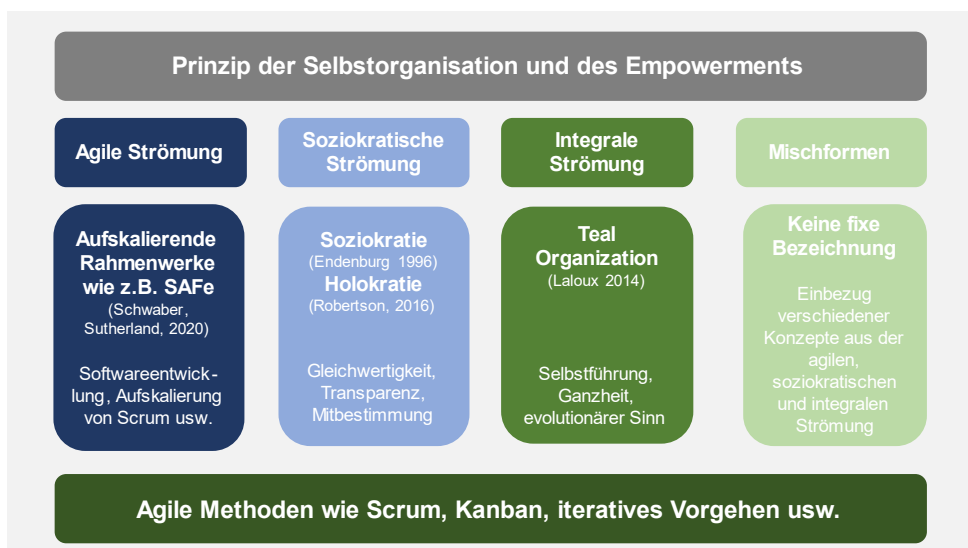 Prinzip der Selbstorganisation und des Empowerments
Agile Strömung
Soziokratische
Strömung
Integrale
Strömung
Mischformen
Aufskalierende
Rahmenwerke
wie z.B. SAFe
(Schwaber,
Sutherland, 2020)
Softwareentwick-
lung, Aufskalierung
von Scrum usw.
Soziokratie
(Endenburg 1996)
Holokratie
(Robertson, 2016)
Gleichwertigkeit,
Transparenz,
Mitbestimmung
Teal
Organization
(Laloux 2014)
Selbstführung,
Ganzheit,
evolutionärer Sinn
Keine fixe
Bezeichnung
Einbezug
verschiedener
Konzepte aus der
agilen,
soziokratischen
und integralen
Strömung
Agile Methoden wie Scrum, Kanban, iteratives Vorgehen usw.